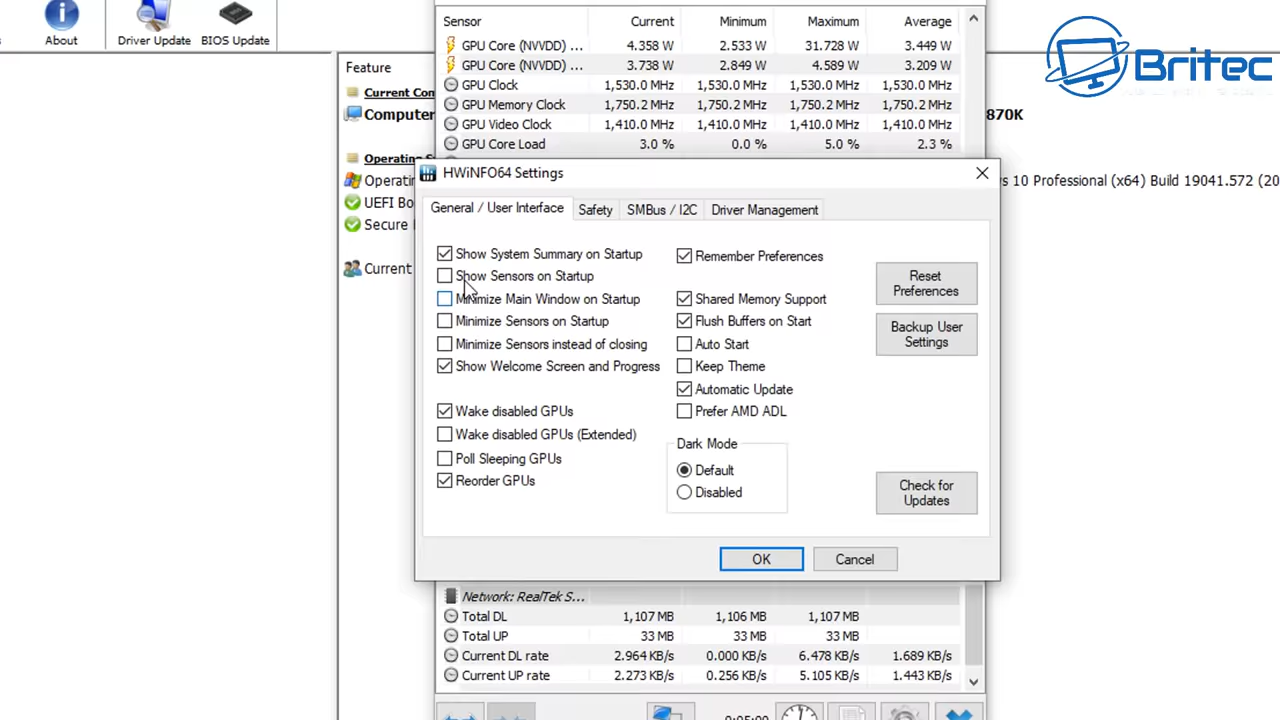 About
Driver Update
BIOS Update
Feature
Current Con
Computer
Operating S
Operati
UEFI Bo
Secure
Current
870K
s 10 Professional (x64) Build 19041.572 (20
Britec
Sensor Current Minimum Maximum Average
GPU Core (NVVDD) ... 4.358 W 2.533 W 31.728 W 3.449 W
GPU Core (NVVDD) ... 3.738 W 2.849 W 4.589 W 3.209 W
GPU Clock 1,530.0 MHz 1,530.0 MHz 1,530.0 MHz 1,530.0 MHz
GPU Memory Clock 1,750.2 MHz 1,750.2 MHz 1,750.2 MHz 1,750.2 MHz
GPU Video Clock 1,410.0 MHz 1,410.0 MHz 1,410.0 MHz 1,410.0 MHz
GPU Core Load 3.0 % 0.0 % 5.0 % 2.3 %
HWiNFO64 Settings
General / User Interface Safety SMBus / I2C Driver Management
Show System Summary on Startup
Show Sensors on Startup
Minimize Main Window on Startup
Minimize Sensors on Startup
Minimize Sensors instead of closing
Show Welcome Screen and Progress
Wake disabled GPUs
Wake disabled GPUs (Extended)
Poll Sleeping GPUs
Reorder GPUs
Remember Preferences
Shared Memory Support
Flush Buffers on Start
Auto Start
Keep Theme
Automatic Update
Prefer AMD ADL
Dark Mode
Default
Disabled
Reset
Preferences
Backup User
Settings
Check for
Updates
OK
Cancel
Network: RealTek S...
Total DL 1,107 MB 1,106 MB 1,107 MB
Total UP 33 MB 33 MB 33 MB
Current DL rate 2.964 KB/s 0.000 KB/s 6.478 KB/s 1.689 KB/s
Current UP rate 2.273 KB/s 0.256 KB/s 5.105 KB/s 1.443 KB/s